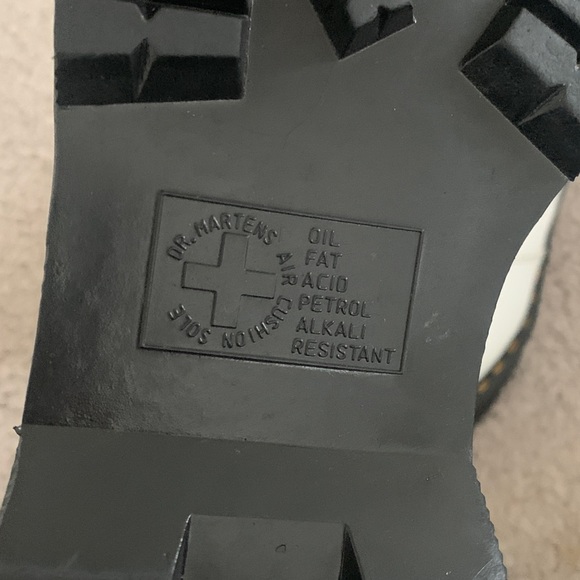 DR. MARTENS AIR CUSHION SOLE
OIL
FAT
ACID
PETROL
ALKALI
RESISTANT